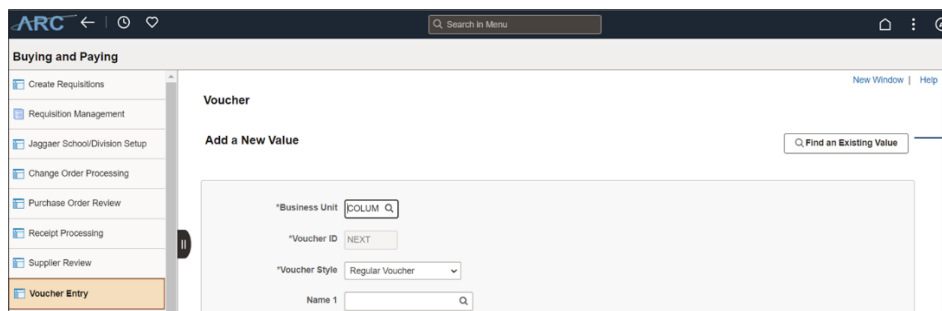 ARC
Search in Menu
Buying and Paying
Create Requisitions
Requisition Management
Jaggaer School/Division Setup
Change Order Processing
Purchase Order Review
Receipt Processing
Supplier Review
Voucher Entry
New Window | Help
Voucher
Add a New Value
Find an Existing Value
*Business Unit COLUM
*Voucher ID NEXT
*Voucher Style Regular Voucher
Name 1